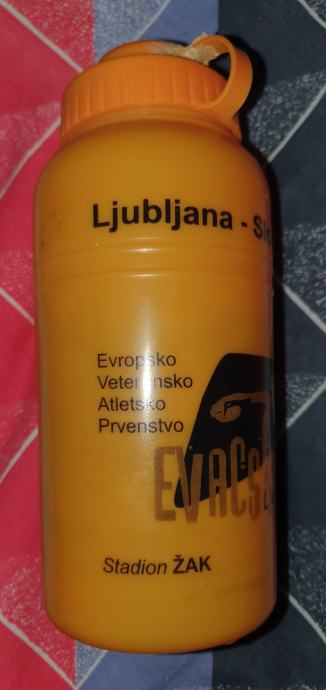 Ljubljana -
Evropsko
Veteransko
Atletsko
Prvenstvo
EVACS
Stadion ŽAK